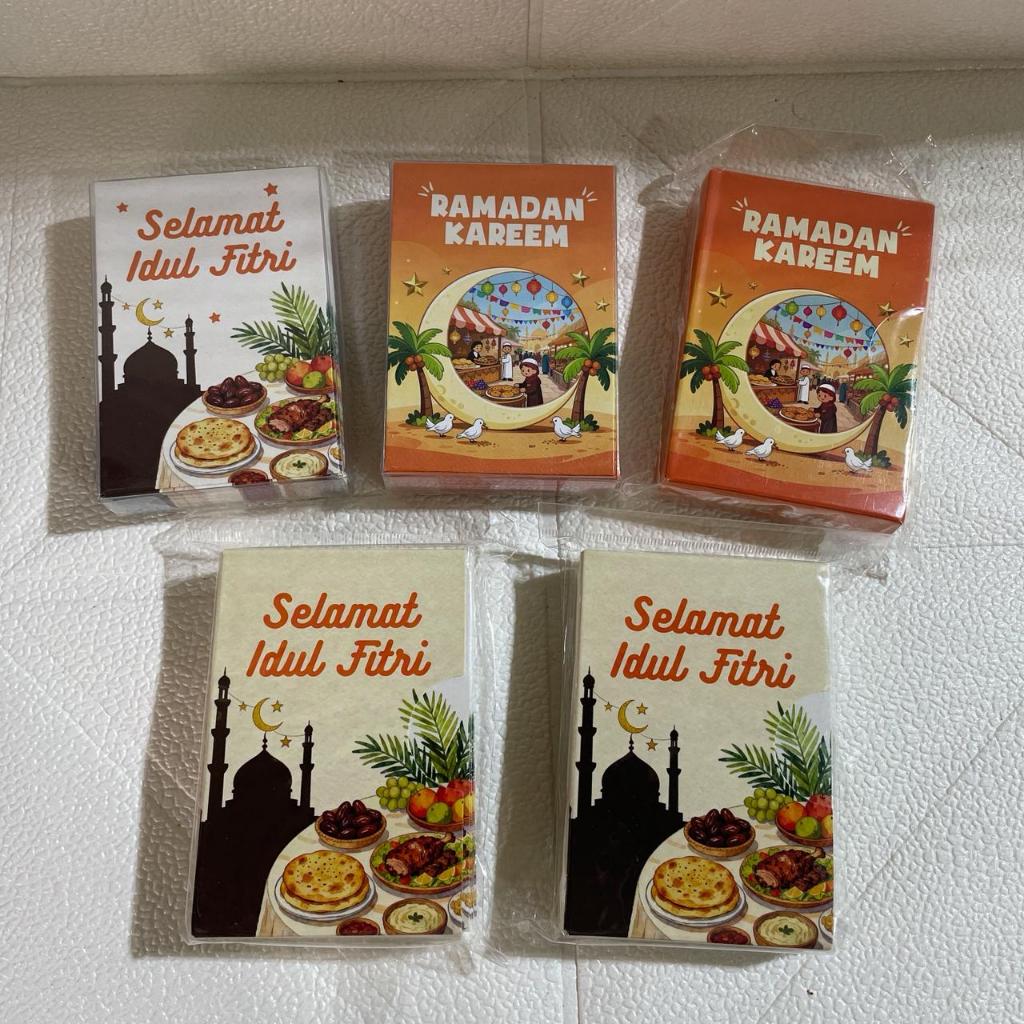 Selamat
Idul Fitri
RAMADAN
KAREEM
RAMADAN
KAREEM
Selamat
Idul Fitri
Selamat
Idul Fitri